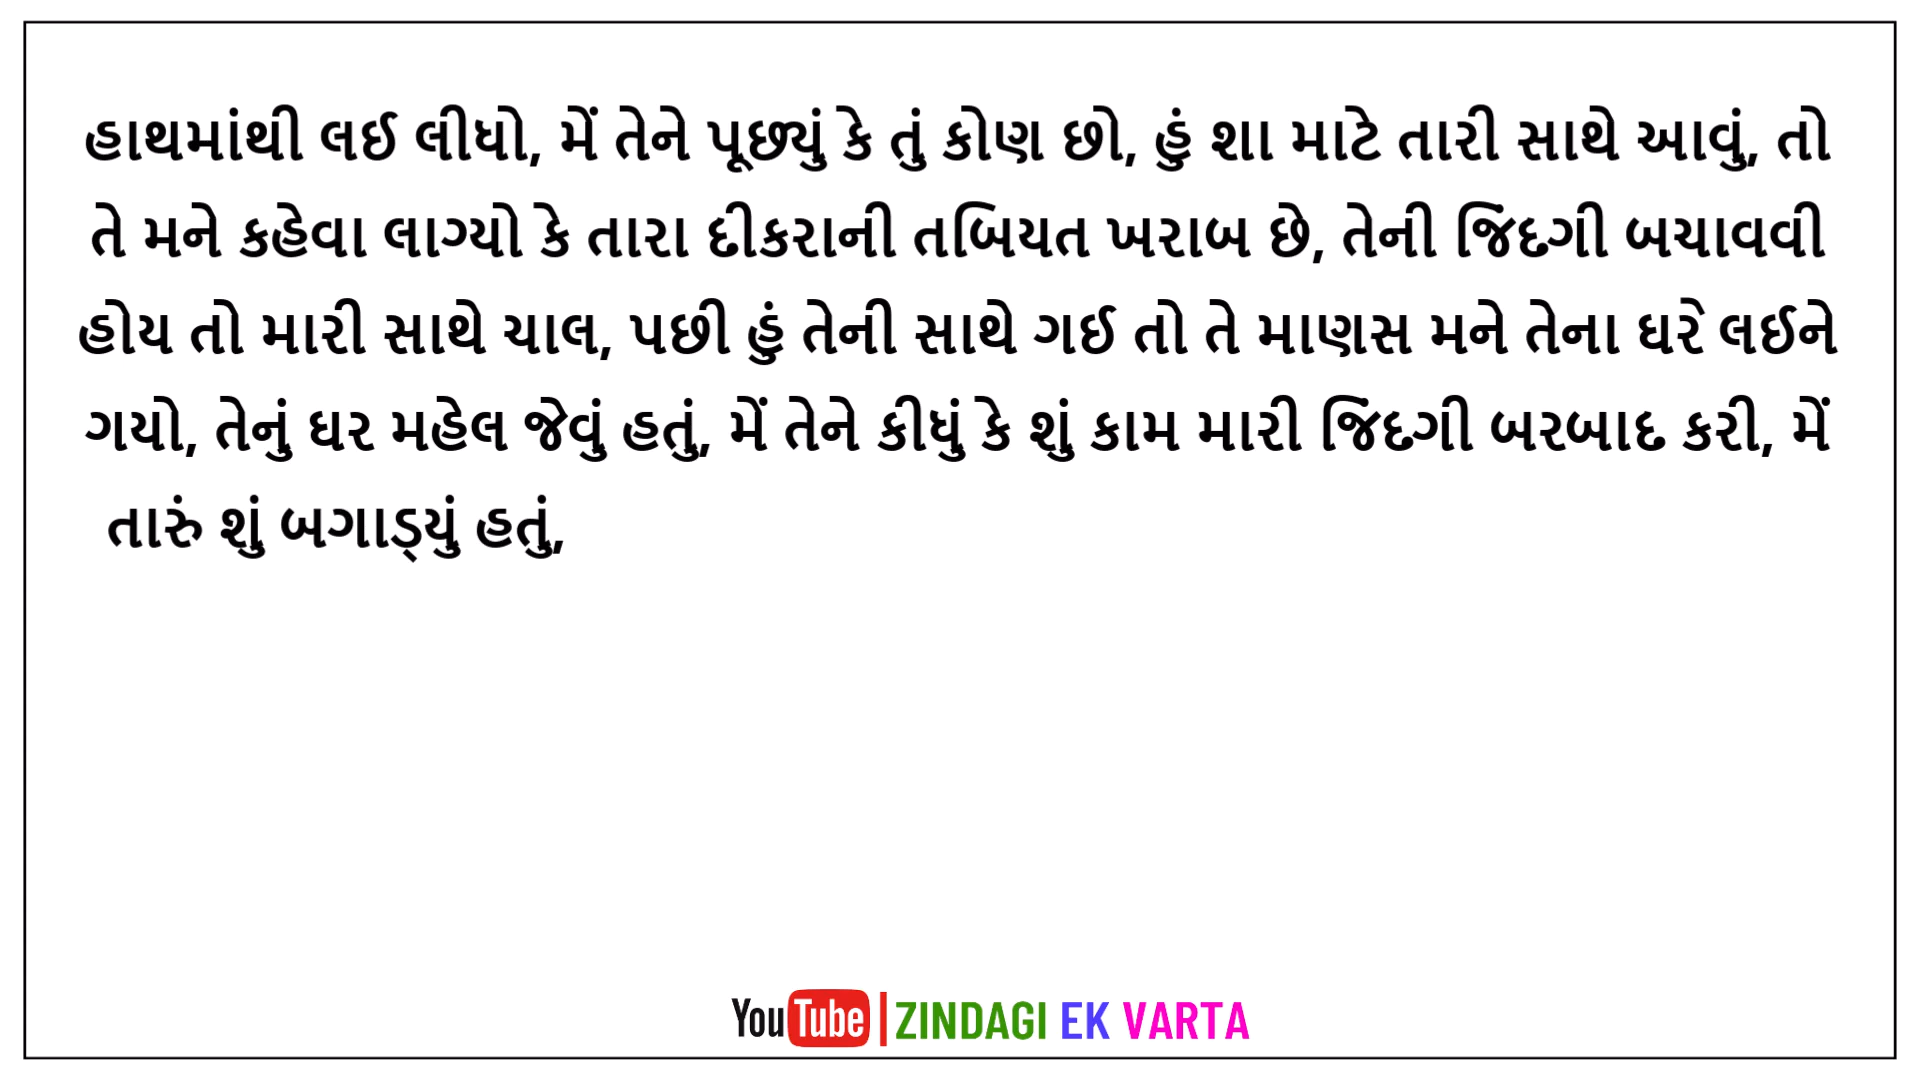 હાથમાંથી લઈ લીધો, મેં તેને પૂછ્યું કે તું કોણ છો, હું શા માટે તારી સાથે આવું, તો
તે મને કહેવા લાગ્યો કે તારા દીકરાની તબિયત ખરાબ છે, તેની જિંદગી બચાવવી
હોય તો મારી સાથે ચાલ, પછી હું તેની સાથે ગઈ તો તે માણસ મને તેના ઘરે લઈને
ગયો, તેનું ઘર મહેલ જેવું હતું, મેં તેને કીધું કે શું કામ મારી જિંદગી બરબાદ કરી, મેં
તારું શું બગાડ્યું હતું,
YouTube | ZINDAGI EK VARTA